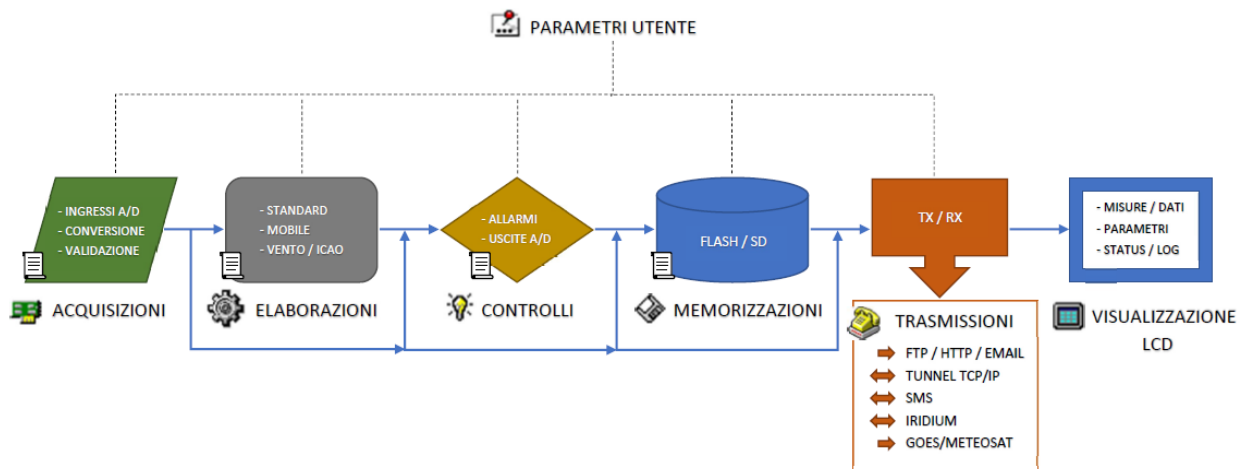 PARAMETRI UTENTE
- INGRESSI A/D
- CONVERSIONE
- VALIDAZIONE
ACQUISIZIONI
- STANDARD
- MOBILE
- VENTO / ICAO
ELABORAZIONI
- ALLARMI
- USCITE A/D
CONTROLLI
FLASH / SD
MEMORIZZAZIONI
TX / RX
TRASMISSIONI
FTP / HTTP / EMAIL
TUNNEL TCP/IP
SMS
IRIDIUM
GOES/METEOSAT
- MISURE / DATI
- PARAMETRI
- STATUS / LOG
VISUALIZZAZIONE
LCD